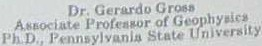 Dr. Gerardo Gross
Associate Professor of Geophysics
Ph.D., Pennsylvania State University